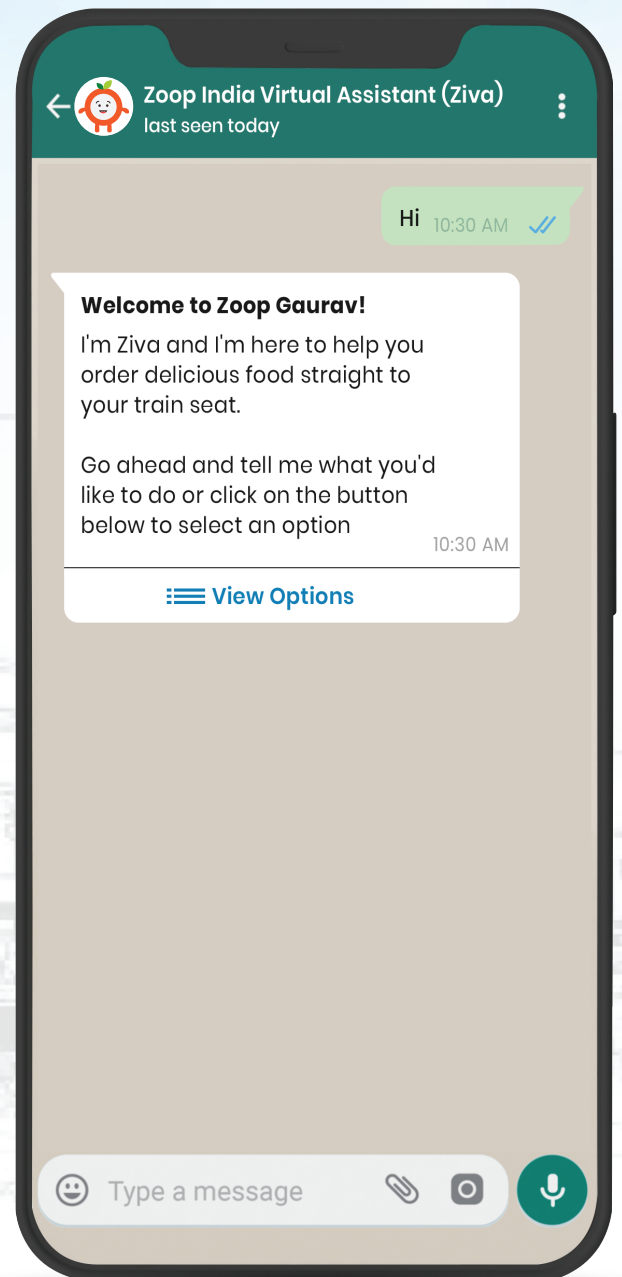 Zoop India Virtual Assistant (Ziva)
last seen today
Hi 10:30 AM
Welcome to Zoop Gaurav!
I'm Ziva and I'm here to help you
order delicious food straight to
your train seat.
Go ahead and tell me what you'd
like to do or click on the button
below to select an option
10:30 AM
View Options
Type a message